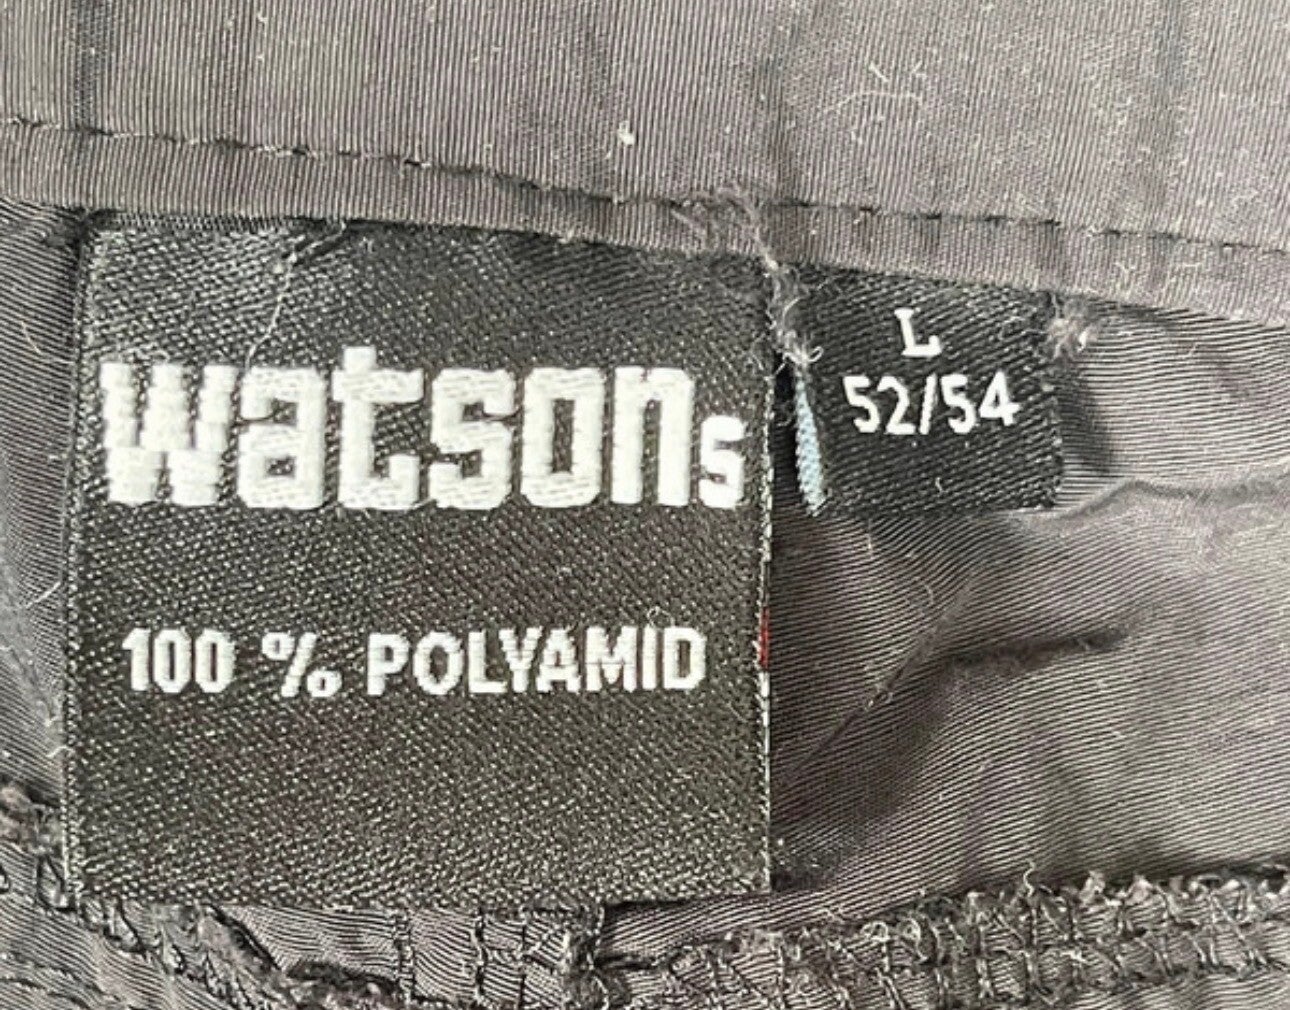 watsons
100 % POLYAMID
L
52/54